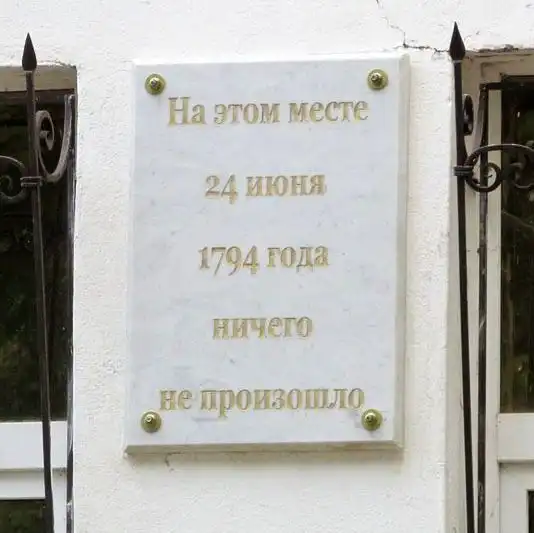 На этом месте
24 июня
1794 года
ничего
не произошло